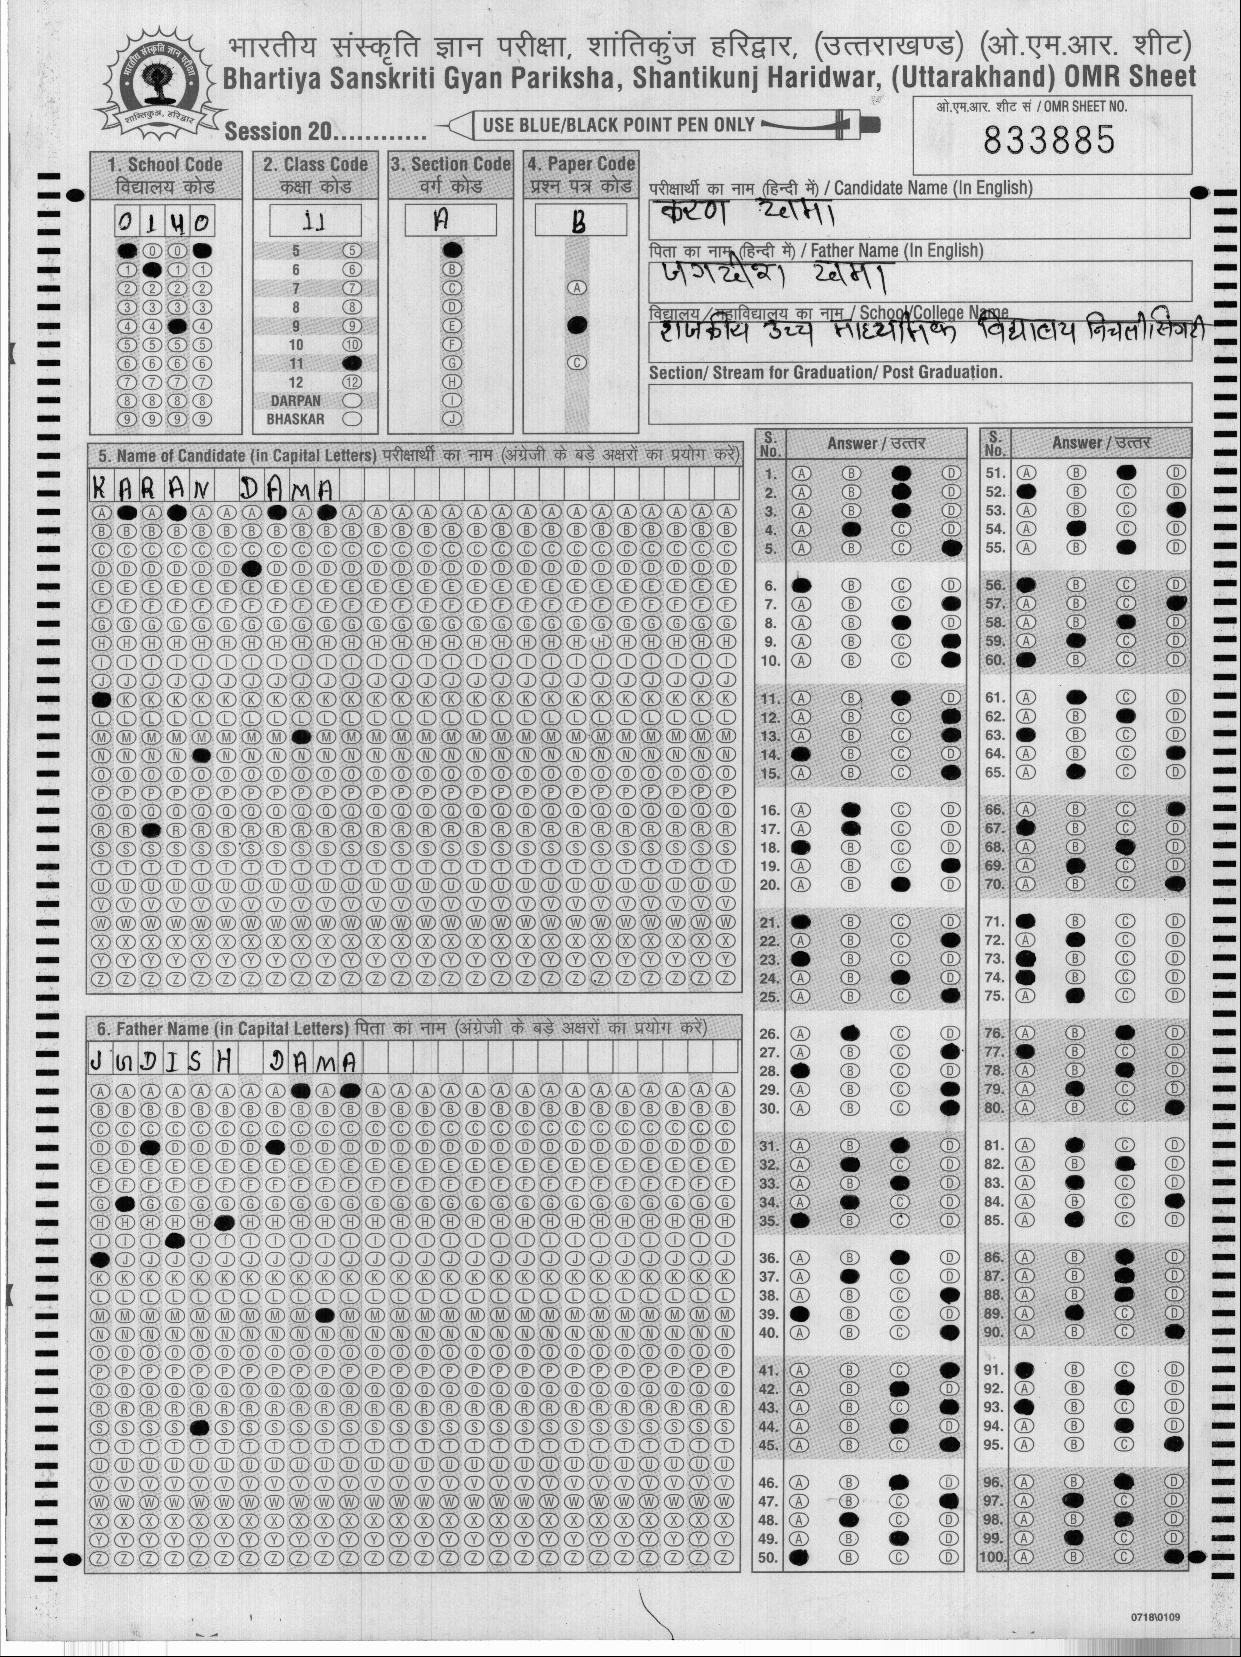 भारतीय संस्कृति ज्ञान परीक्षा, शांतिकुंज हरिद्वार, (उत्तराखण्ड) (ओ.एम.आर. शीट)
Bhartiya Sanskriti Gyan Pariksha, Shantikunj Haridwar, (Uttarakhand) OMR Sheet
Session 20............
USE BLUE/BLACK POINT PEN ONLY
ओ.एम.आर. शीट सं / OMR SHEET NO.
833885
1. School Code
विद्यालय कोड
0 1 4 0
2. Class Code
कक्षा कोड
11
5
6
7
8
9
10
11
12
DARPAN
BHASKAR
3. Section Code
वर्ग कोड
A
4. Paper Code
प्रश्न पत्र कोड
B
परीक्षार्थी का नाम (हिन्दी में) / Candidate Name (In English)
करण
पिता का नाम (हिन्दी में) / Father Name (In English)
जगदीश
विद्यालय / महाविद्यालय का नाम / School/College Name
राजकीय उच्च माध्यमिक विद्यालय निचली सिगरी
Section/ Stream for Graduation/ Post Graduation.
5. Name of Candidate (in Capital Letters) परीक्षार्थी का नाम (अंग्रेजी के बड़े अक्षरों का प्रयोग करें)
KARAN DAMA
6. Father Name (in Capital Letters) पिता का नाम (अंग्रेजी के बड़े अक्षरों का प्रयोग करें)
JGDISH DAMA
S. No. Answer / उत्तर
S. No. Answer / उत्तर
0718\0109